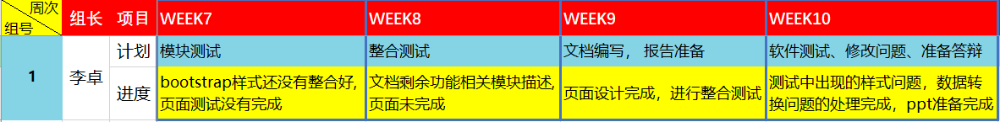 周次
组号
组长 项目 WEEK7 WEEK8 WEEK9 WEEK10
1 李卓
计划 模块测试 整合测试 文档编写， 报告准备 软件测试、修改问题、准备答辩
进度
bootstrap样式还没有整合好,
页面测试没有完成
文档剩余功能相关模块描述,
页面未完成
页面设计完成，进行整合测试
测试中出现的样式问题，数据转
换问题的处理完成，ppt准备完成